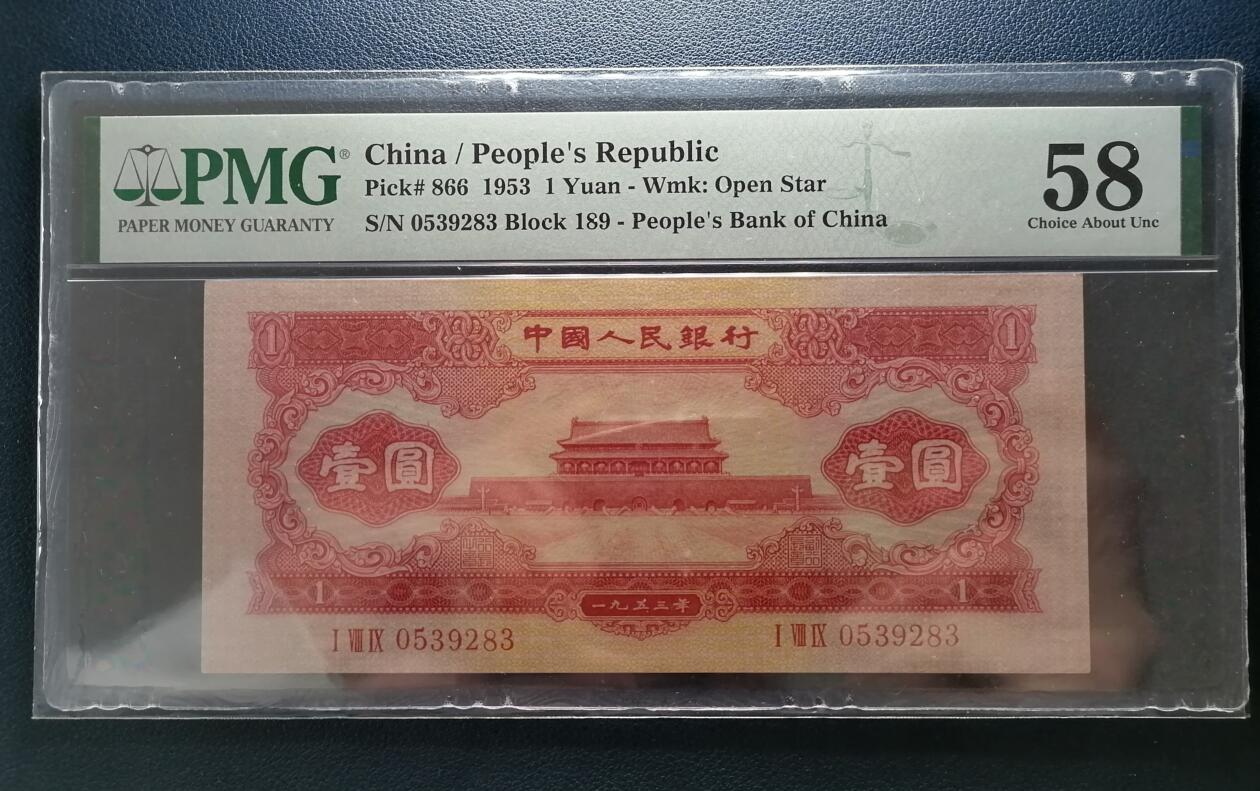 PMG®
PAPER MONEY GUARANTY
China / People's Republic
Pick# 866 1953 1 Yuan - Wmk: Open Star
S/N 0539283 Block 189 - People's Bank of China
58
Choice About Unc
中國人民銀行
1 1
壹圓 壹圓
1 1
一九五三年
I VIII IX 0539283
I VIII IX 0539283